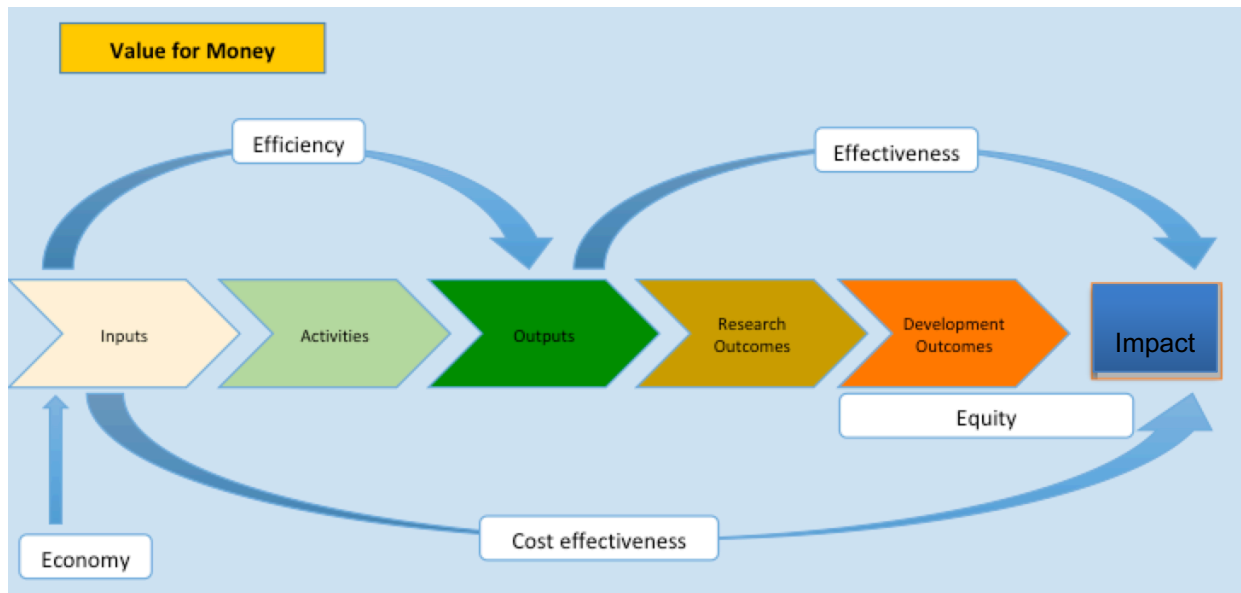 Value for Money
Efficiency
Effectiveness
Inputs
Activities
Outputs
Research
Outcomes
Development
Outcomes
Impact
Equity
Cost effectiveness
Economy